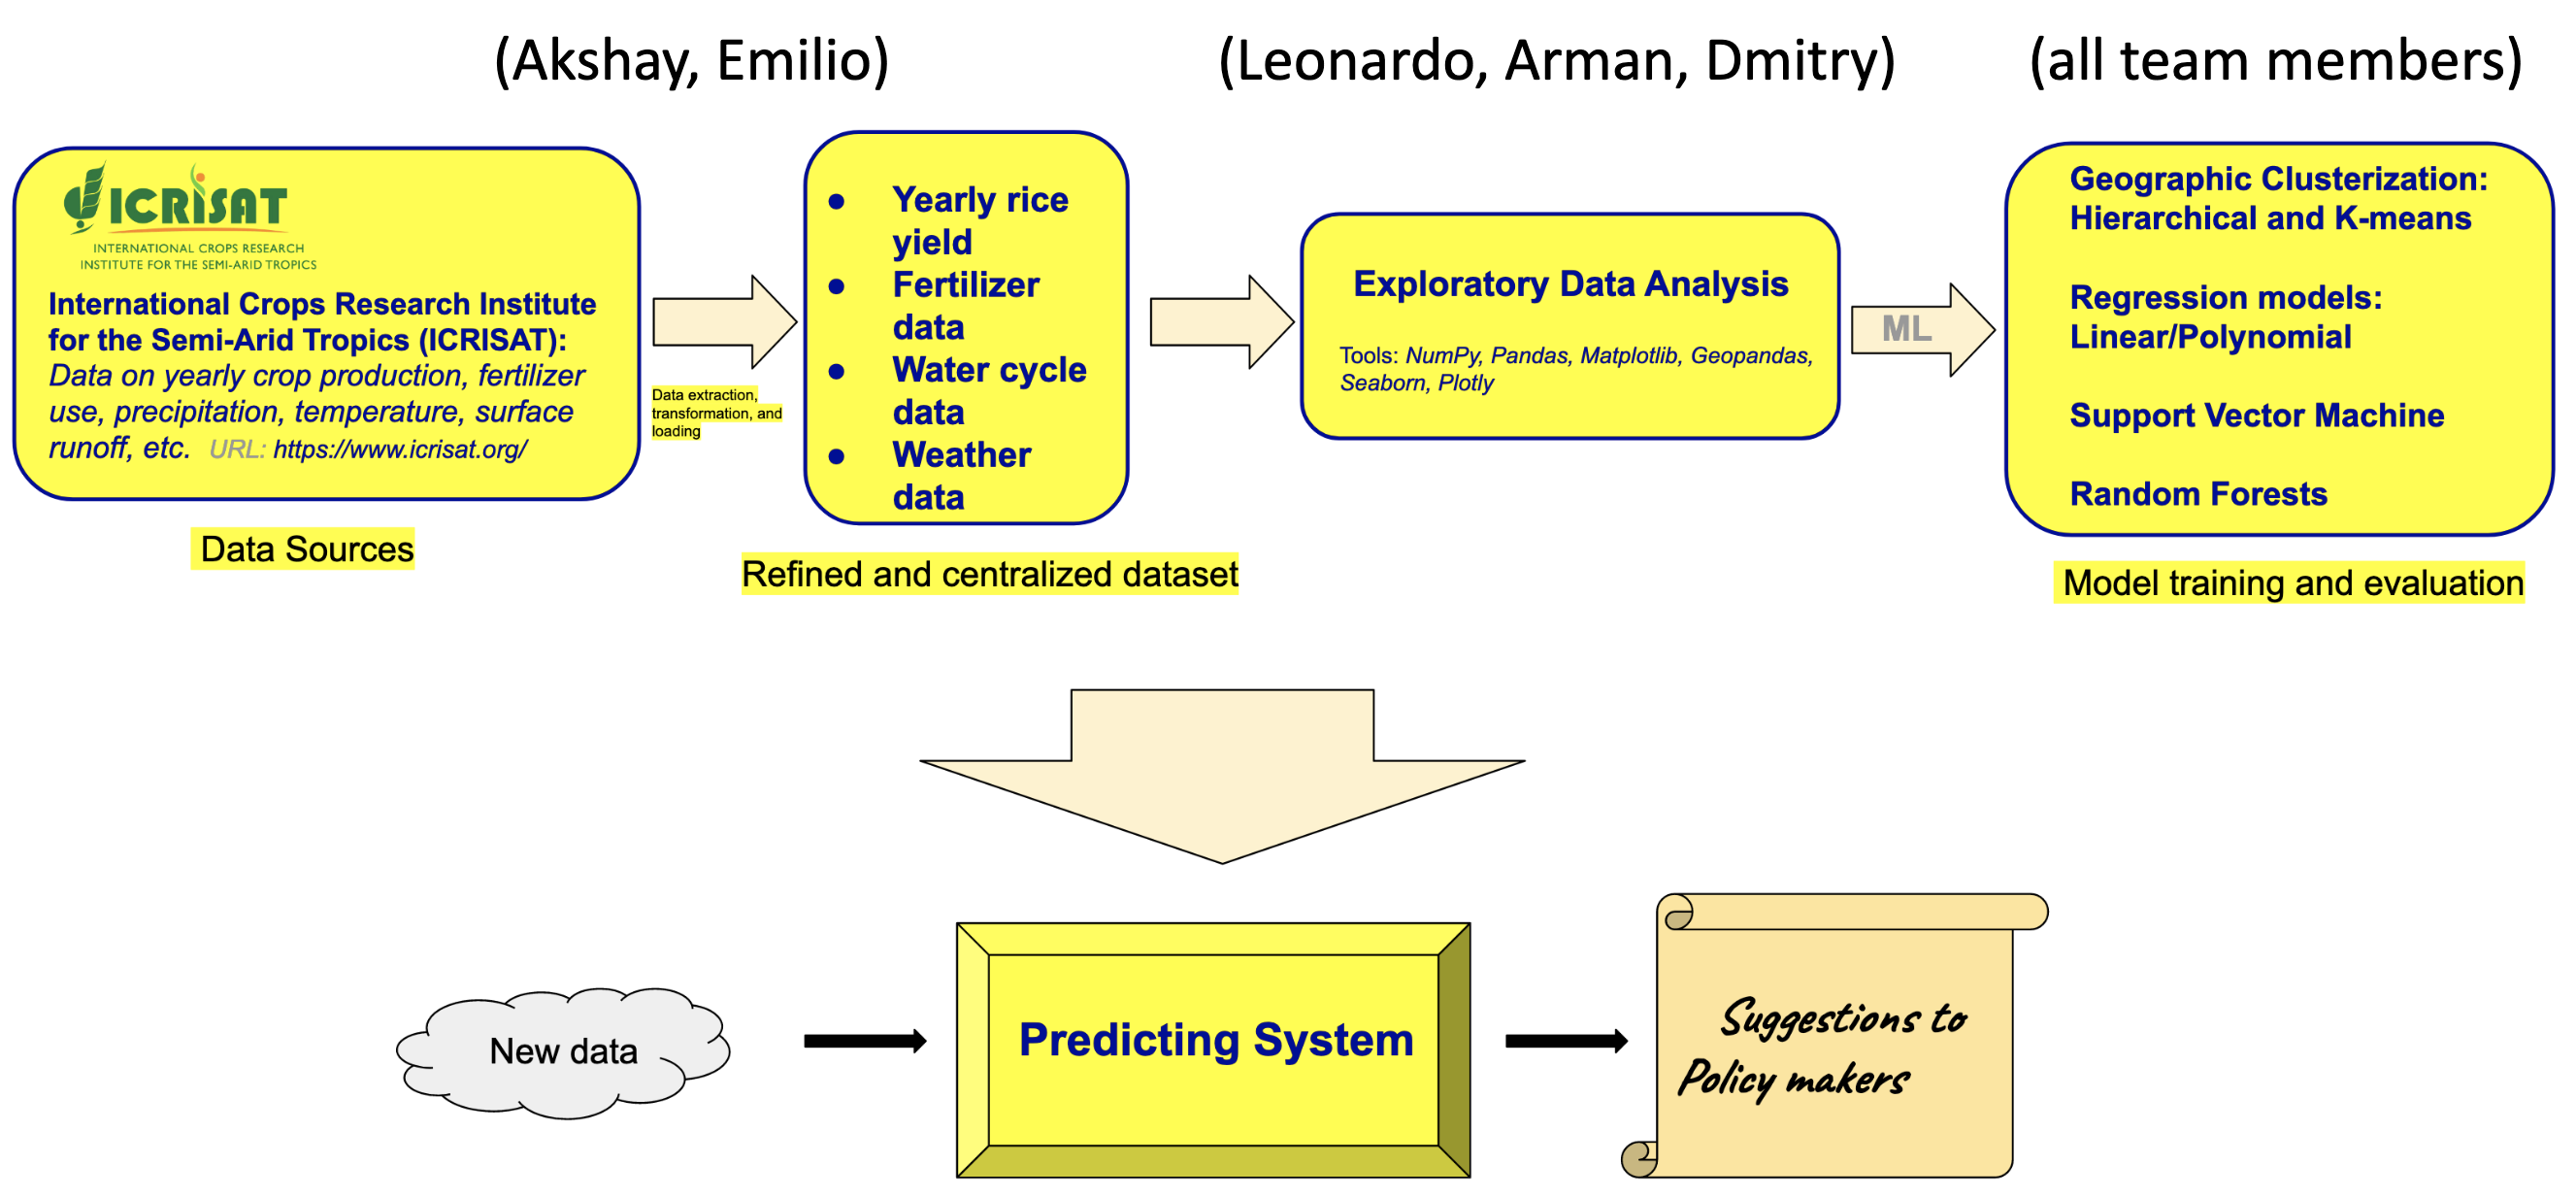 (Akshay, Emilio)
(Leonardo, Arman, Dmitry)
(all team members)
ICRISAT
INTERNATIONAL CROPS RESEARCH
INSTITUTE FOR THE SEMI-ARID TROPICS
International Crops Research Institute
for the Semi-Arid Tropics (ICRISAT):
Data on yearly crop production, fertilizer
use, precipitation, temperature, surface
runoff, etc. URL: https://www.icrisat.org/
Data Sources
Data extraction,
transformation, and
loading
● Yearly rice
yield
● Fertilizer
data
● Water cycle
data
● Weather
data
Refined and centralized dataset
Exploratory Data Analysis
Tools: NumPy, Pandas, Matplotlib, Geopandas,
Seaborn, Plotly
ML
Geographic Clusterization:
Hierarchical and K-means
Regression models:
Linear/Polynomial
Support Vector Machine
Random Forests
Model training and evaluation
New data
Predicting System
Suggestions to
Policy makers